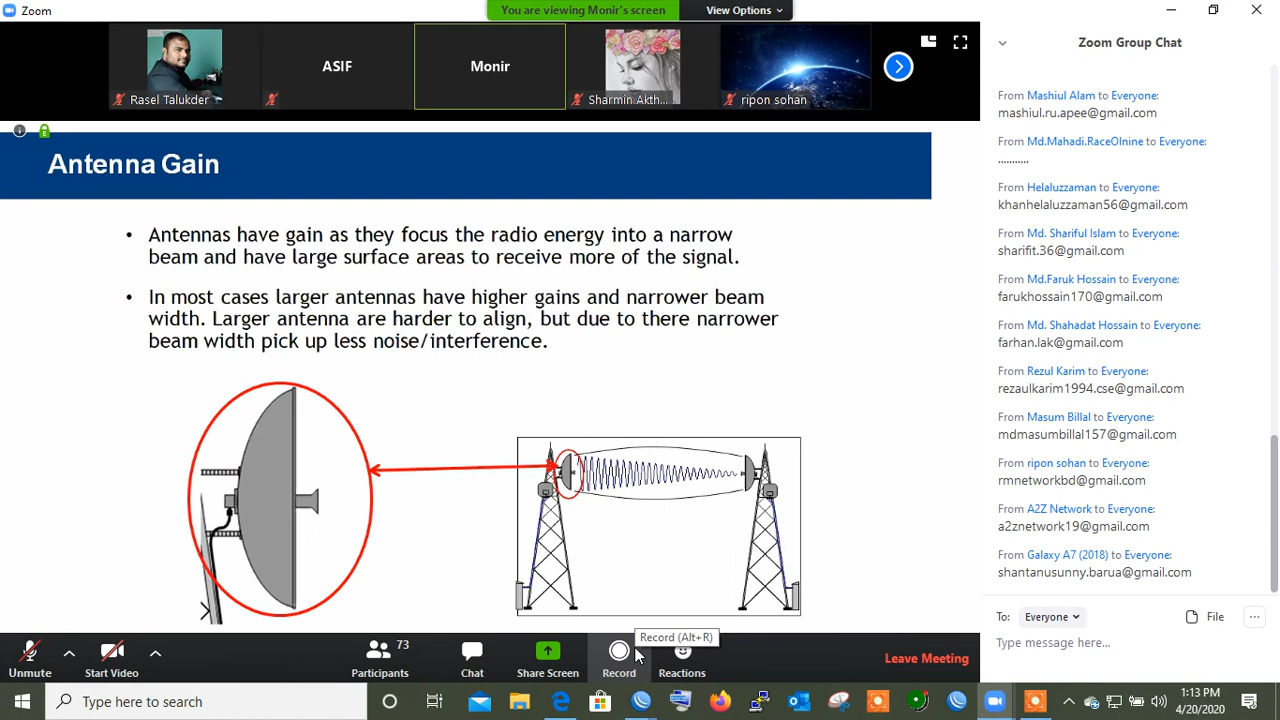 Zoom
You are viewing Monir's screen
View Options
Rasel Talukder
ASIF
Monir
Sharmin Akth...
ripon sohan
Antenna Gain
• Antennas have gain as they focus the radio energy into a narrow
beam and have large surface areas to receive more of the signal.
• In most cases larger antennas have higher gains and narrower beam
width. Larger antenna are harder to align, but due to there narrower
beam width pick up less noise/interference.
Zoom Group Chat
From Mashiul Alam to Everyone:
mashiul.ru.apee@gmail.com
From Md.Mahadi.RaceOlnine to Everyone:
...........
From Helaluzzaman to Everyone:
khanhelaluzzaman56@gmail.com
From Md. Shariful Islam to Everyone:
sharifit.36@gmail.com
From Md.Faruk Hossain to Everyone:
farukhossain170@gmail.com
From Md. Shahadat Hossain to Everyone:
farhan.lak@gmail.com
From Rezul Karim to Everyone:
rezaulkarim1994.cse@gmail.com
From Masum Billal to Everyone:
mdmasumbillal157@gmail.com
From ripon sohan to Everyone:
rmnetworkbd@gmail.com
From A2Z Network to Everyone:
a2znetwork19@gmail.com
From Galaxy A7 (2018) to Everyone:
shantanusunny.barua@gmail.com
To: Everyone File ...
Type message here...
Record (Alt+R)
73
Unmute
Start Video
Participants
Chat
Share Screen
Record
Reactions
Leave Meeting
Type here to search
1:13 PM
4/20/2020